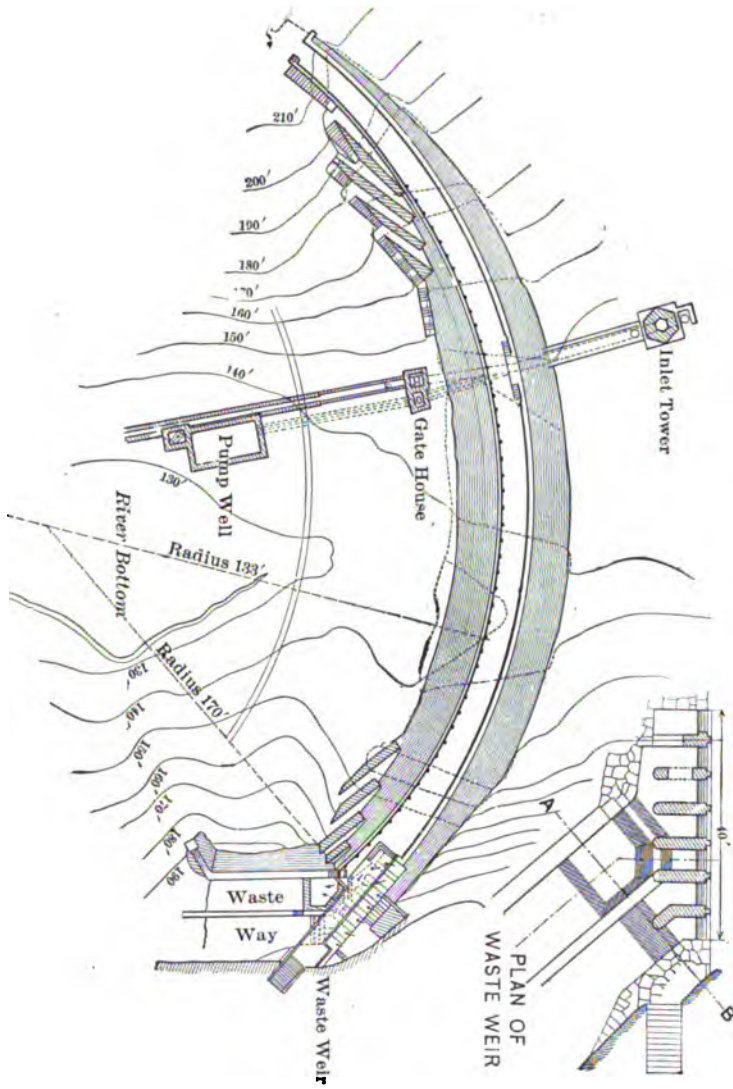 210′
200′
190′
180′
170′
160′
150′
140′
130′
Inlet Tower
Gate House
Pump Well
River Bottom
Radius 133′
Radius 170′
130′
140′
150′
160′
170′
180′
190
Waste
Way
Waste Weir
40′
A
B
PLAN OF
WASTE WEIR